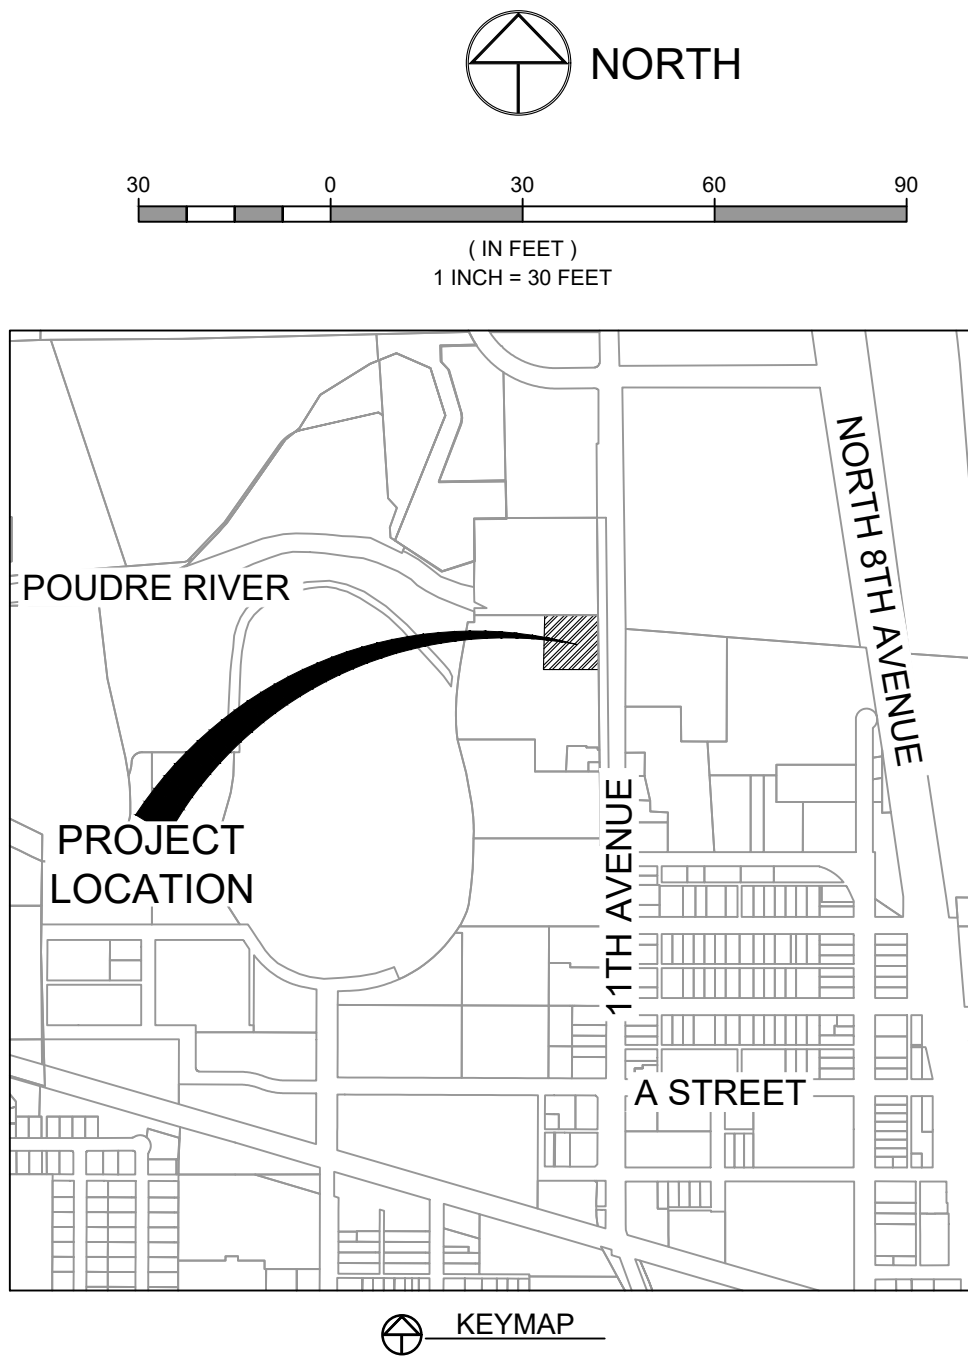 NORTH
30 0 30 60 90
( IN FEET )
1 INCH = 30 FEET
NORTH 8TH AVENUE
POUDRE RIVER
PROJECT
LOCATION
11TH AVENUE
A STREET
KEYMAP